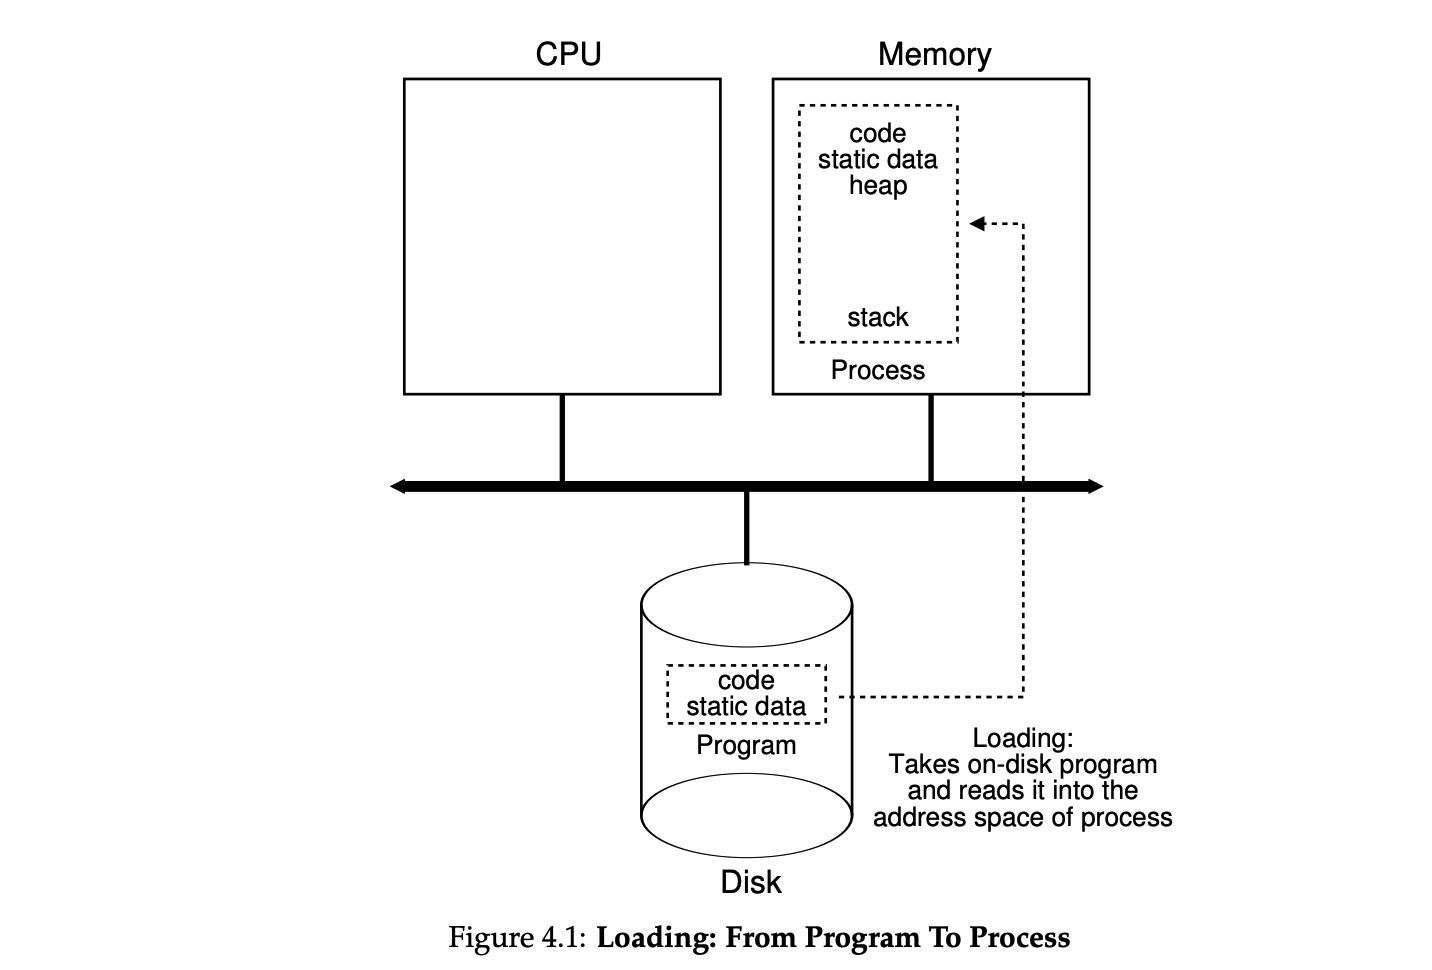 CPU
Memory
code
static data
heap
stack
Process
code
static data
Program
Loading:
Takes on-disk program
and reads it into the
address space of process
Disk
Figure 4.1: Loading: From Program To Process